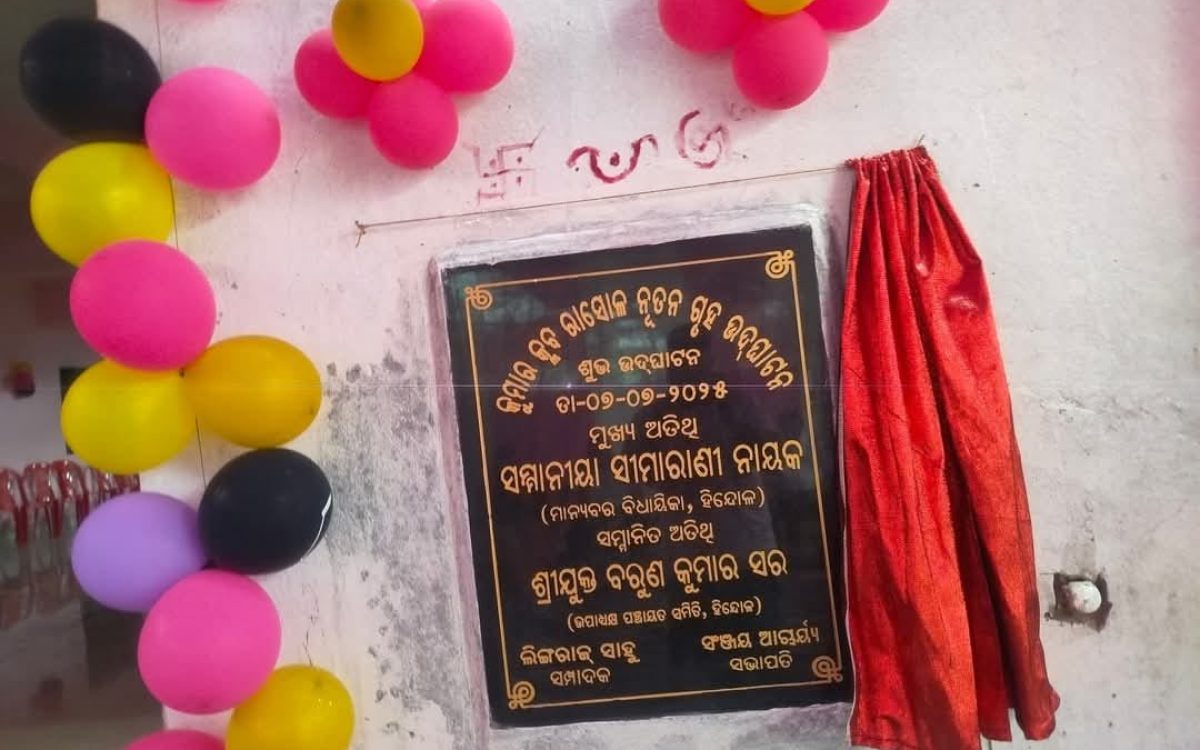 କୁମାର କ୍ଲବ ରାସୋଳ ନୂତନ ଗୃହ ଉଦ୍‌ଘାଟନ
ଶୁଭ ଉଦ୍‌ଘାଟନ
ତା-୦୭-୦୭-୨୦୨୫
ମୁଖ୍ୟ ଅତିଥି
ସମ୍ମାନୀୟା ସୀମାରାଣୀ ନାୟକ
(ମାନ୍ୟବର ବିଧାୟିକା, ହିନ୍ଦୋଳ)
ସମ୍ମାନିତ ଅତିଥି
ଶ୍ରୀଯୁକ୍ତ ବରୁଣ କୁମାର ସର
(ଉପାଧ୍ୟକ୍ଷ ପଞ୍ଚାୟତ ସମିତି, ହିନ୍ଦୋଳ)
ଲିଙ୍ଗରାଜ୍ ସାହୁ ସଂଞ୍ଜୟ ଆଚାର୍ଯ୍ୟ
ସମ୍ପାଦକ ସଭାପତି